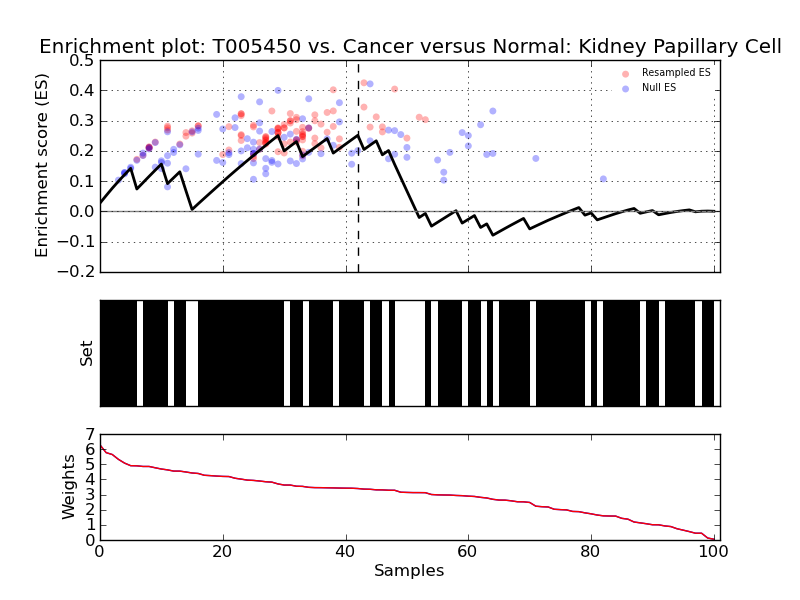 Enrichment plot: T005450 vs. Cancer versus Normal: Kidney Papillary Cell
Enrichment score (ES)
0.5
0.4
0.3
0.2
0.1
0.0
−0.1
−0.2
Resampled ES
Null ES
Set
Weights
7
6
5
4
3
2
1
0
0 20 40 60 80 100
Samples